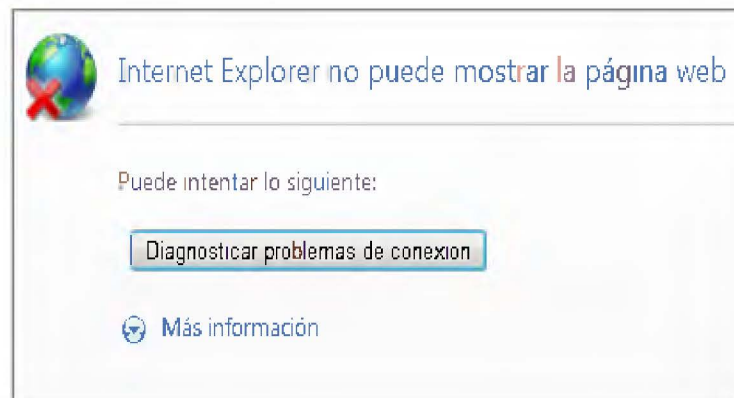 Internet Explorer no puede mostrar la página web
Puede intentar lo siguiente:
Diagnosticar problemas de conexion
Más información